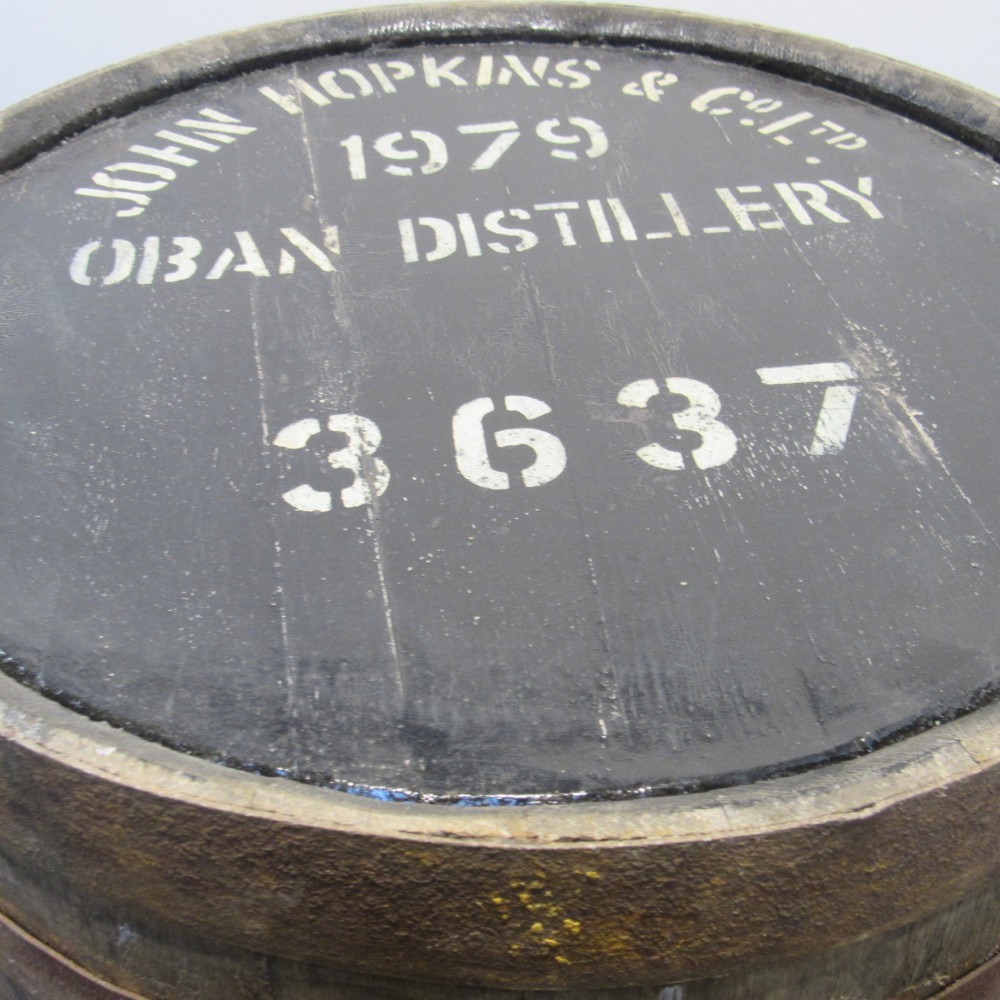 JOHN HOPKINS & Co. LTD.
1979
OBAN DISTILLERY
3637